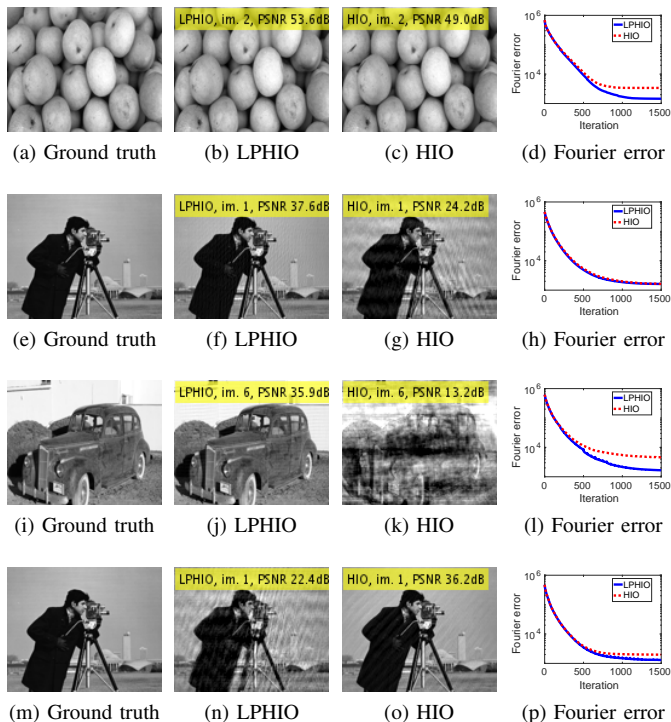 LPHIO, im. 2, PSNR 53.6dB
HIO, im. 2, PSNR 49.0dB
10^6
10^4
Fourier error
LPHIO
HIO
0 500 1000 1500
Iteration
(a) Ground truth (b) LPHIO (c) HIO (d) Fourier error
LPHIO, im. 1, PSNR 37.6dB
HIO, im. 1, PSNR 24.2dB
10^6
10^4
Fourier error
LPHIO
HIO
0 500 1000 1500
Iteration
(e) Ground truth (f) LPHIO (g) HIO (h) Fourier error
LPHIO, im. 6, PSNR 35.9dB
HIO, im. 6, PSNR 13.2dB
10^6
10^4
Fourier error
LPHIO
HIO
0 500 1000 1500
Iteration
(i) Ground truth (j) LPHIO (k) HIO (l) Fourier error
LPHIO, im. 1, PSNR 22.4dB
HIO, im. 1, PSNR 36.2dB
10^6
10^4
Fourier error
LPHIO
HIO
0 500 1000 1500
Iteration
(m) Ground truth (n) LPHIO (o) HIO (p) Fourier error